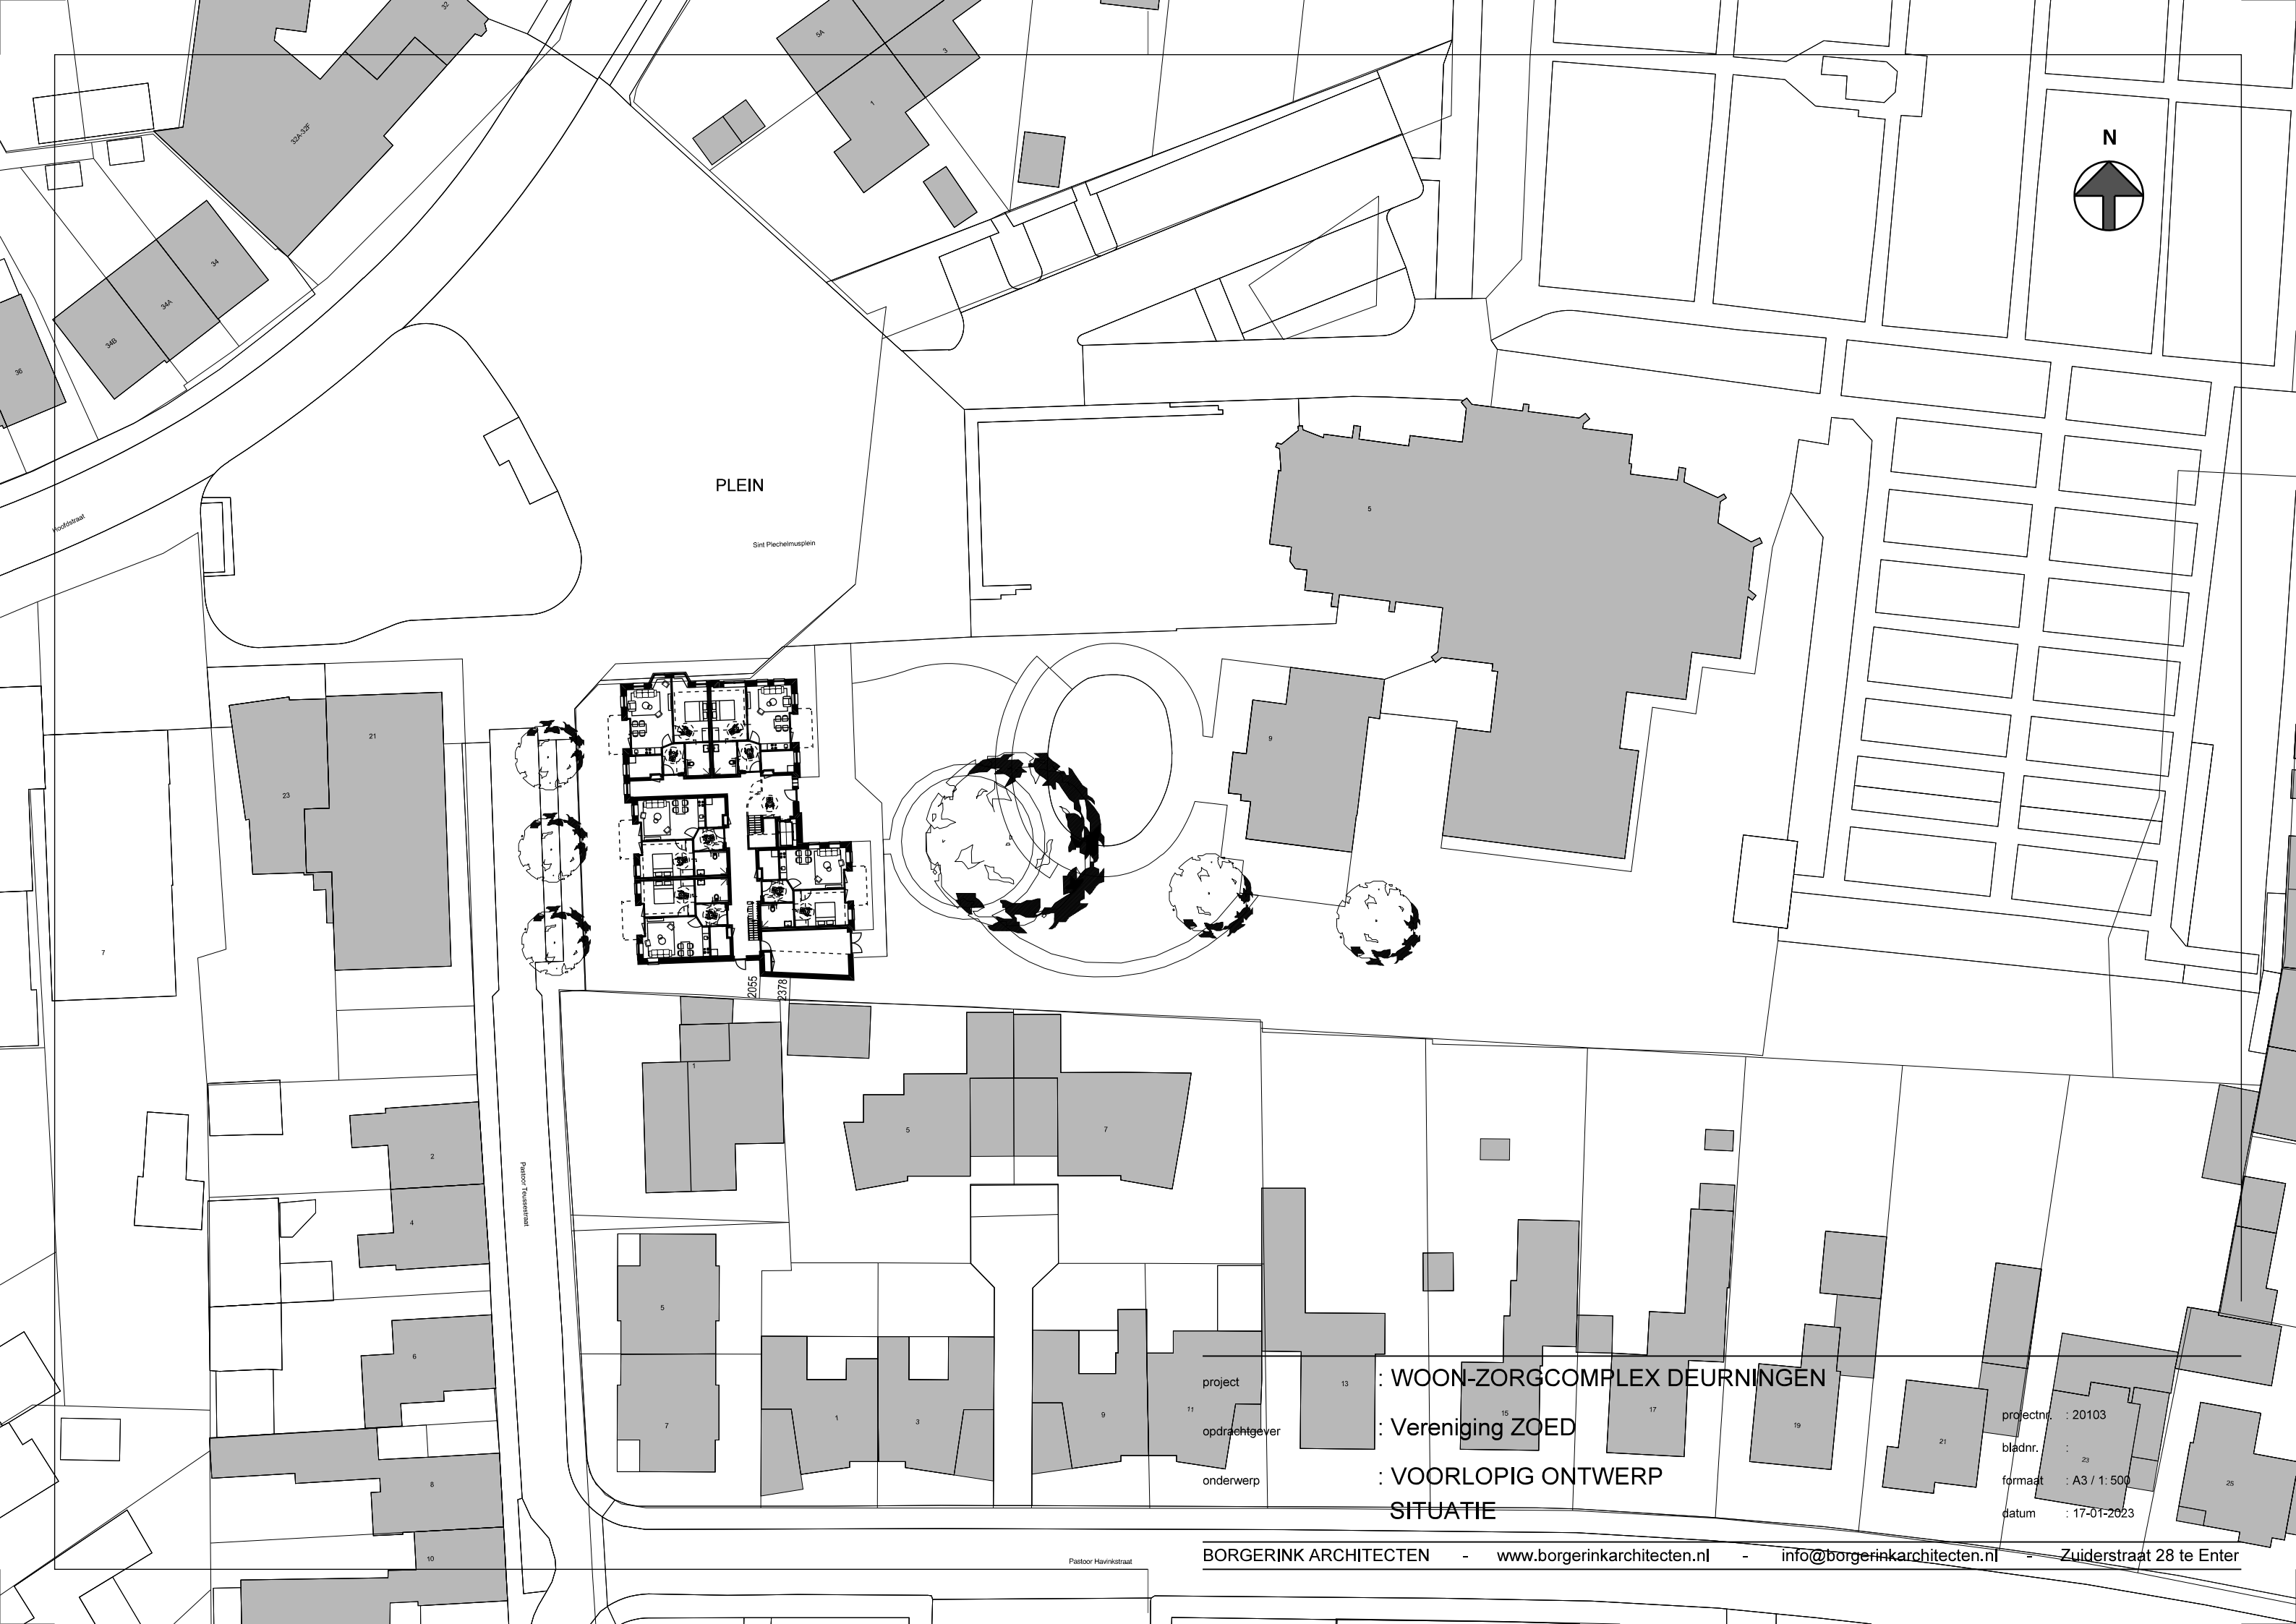 32
5A
3
1
32A-32F
N
34
34A
34B
36
PLEIN
Hoofdstraat
Sint Plechelmusplein
5
21
23
9
7
2055
2378
1
5
7
2
4
Pastoor Teussestraat
5
6
7
1
3
9
11
13
15
17
19
21
23
25
8
10
project : WOON-ZORGCOMPLEX DEURNINGEN
opdrachtgever : Vereniging ZOED
onderwerp : VOORLOPIG ONTWERP
SITUATIE
projectnr. : 20103
bladnr. :
formaat : A3 / 1: 500
datum : 17-01-2023
Pastoor Havinkstraat
BORGERINK ARCHITECTEN - www.borgerinkarchitecten.nl - info@borgerinkarchitecten.nl - Zuiderstraat 28 te Enter